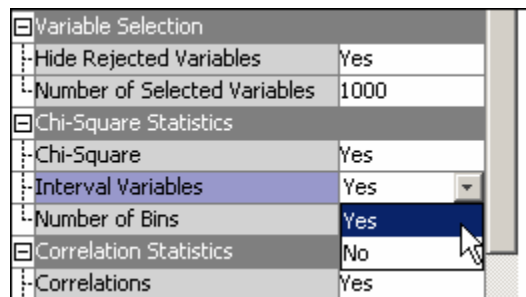 Variable Selection
Hide Rejected Variables Yes
Number of Selected Variables 1000
Chi-Square Statistics
Chi-Square Yes
Interval Variables Yes
Number of Bins Yes
Correlation Statistics No
Correlations Yes